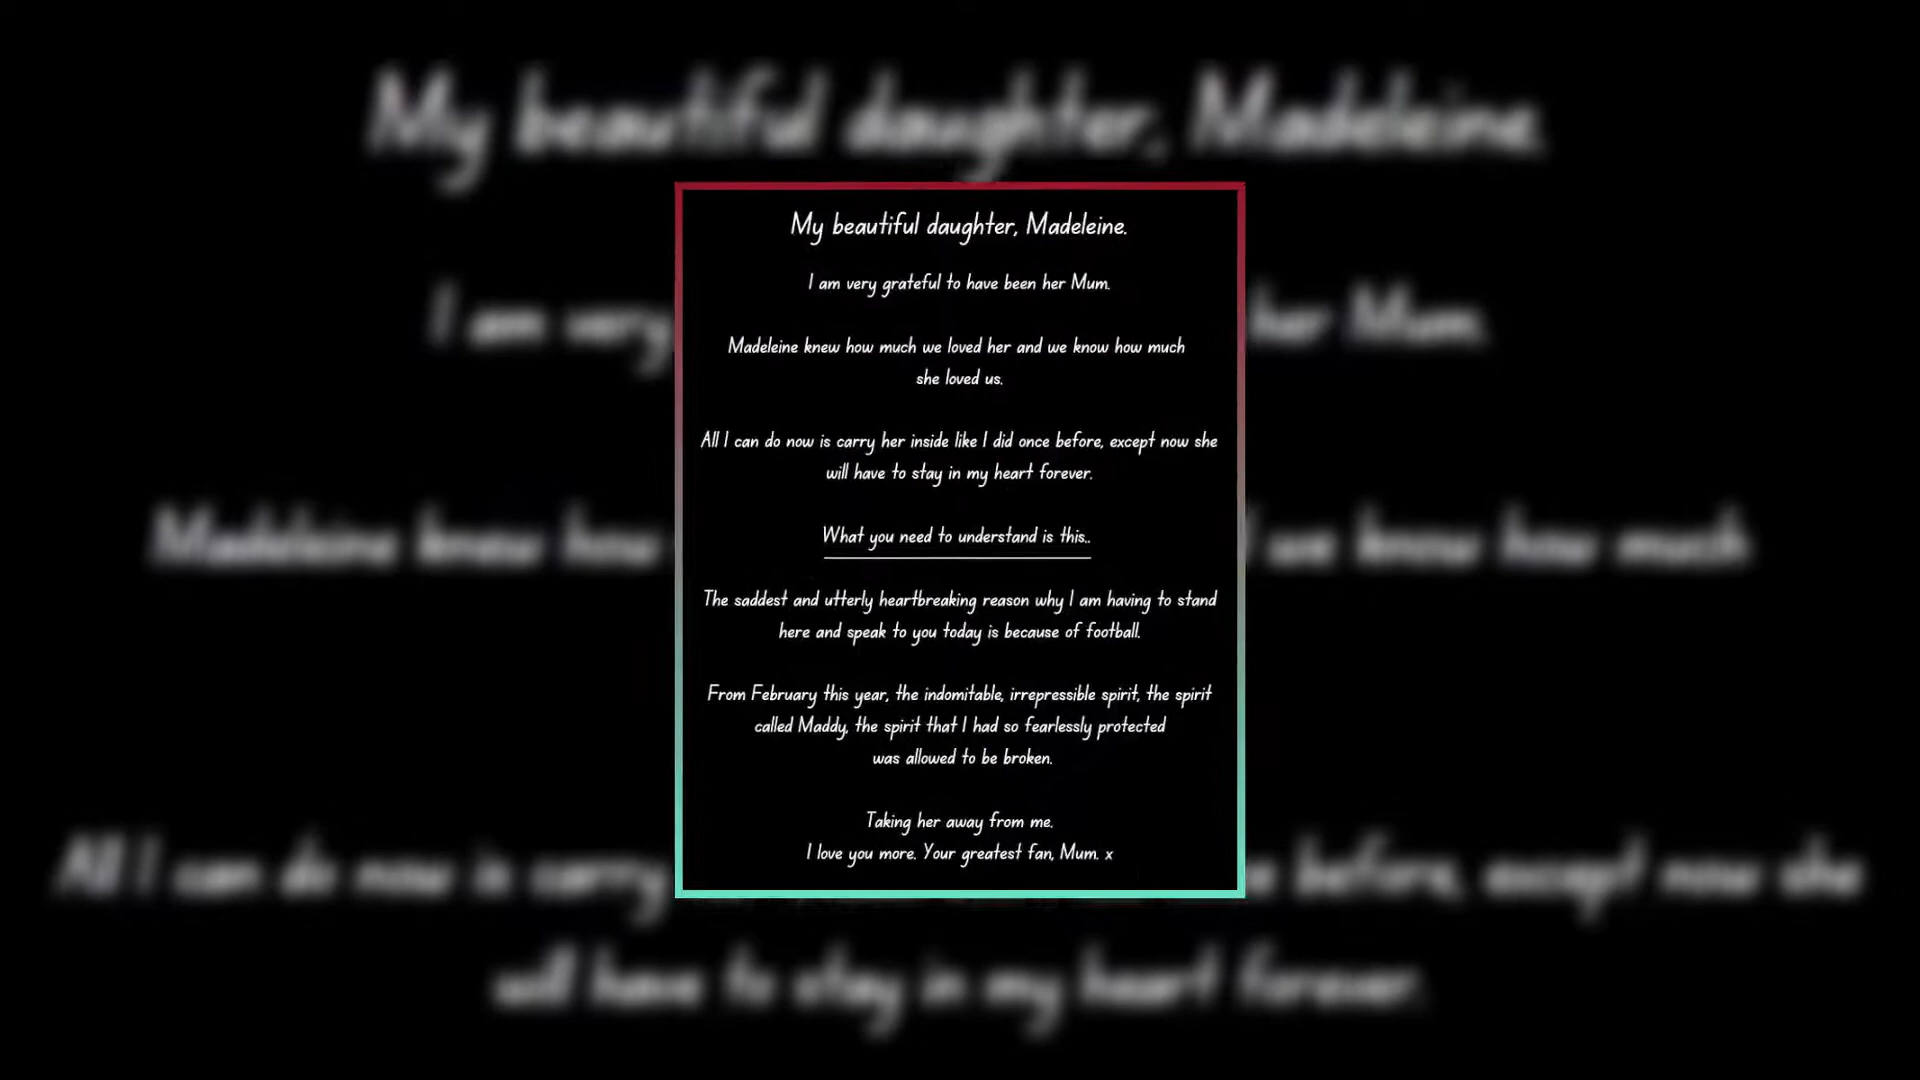 My beautiful daughter, Madeleine.
I am very grateful to have been her Mum.
Madeleine knew how much we loved her and we know how much
she loved us.
All I can do now is carry her inside like I did once before, except now she
will have to stay in my heart forever.
What you need to understand is this..
The saddest and utterly heartbreaking reason why I am having to stand
here and speak to you today is because of football.
From February this year, the indomitable, irrepressible spirit, the spirit
called Maddy, the spirit that I had so fearlessly protected
was allowed to be broken.
Taking her away from me.
I love you more. Your greatest fan, Mum. x